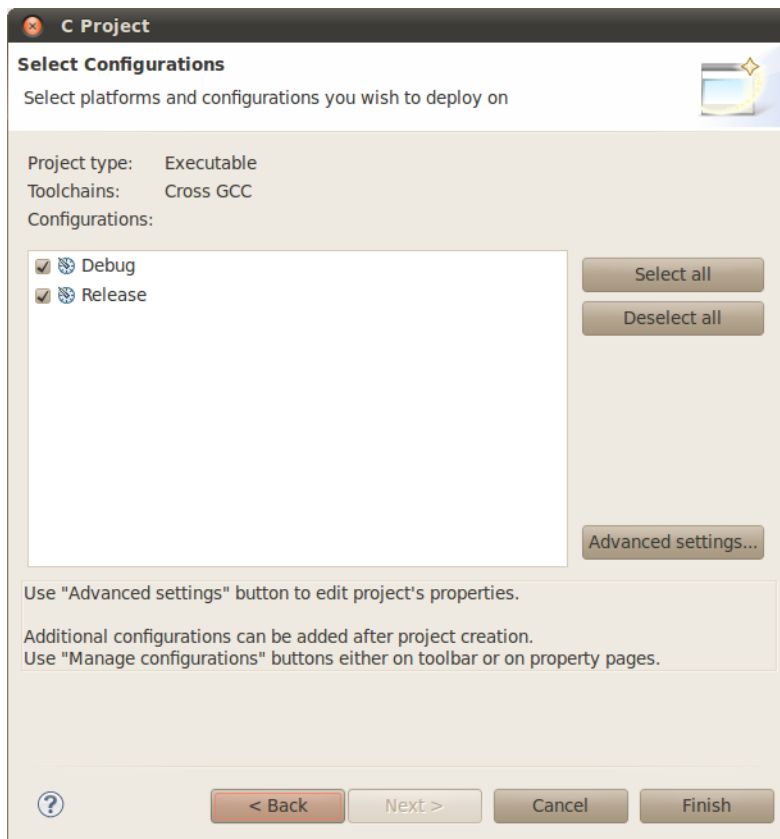 C Project
Select Configurations
Select platforms and configurations you wish to deploy on
Project type: Executable
Toolchains: Cross GCC
Configurations:
Debug
Release
Select all
Deselect all
Advanced settings...
Use "Advanced settings" button to edit project's properties.
Additional configurations can be added after project creation.
Use "Manage configurations" buttons either on toolbar or on property pages.
? < Back Next > Cancel Finish